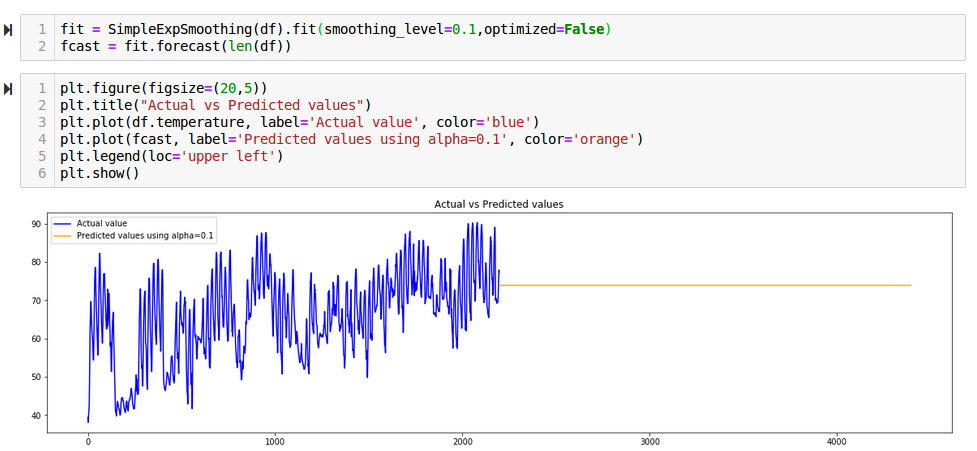 1 fit = SimpleExpSmoothing(df).fit(smoothing_level=0.1,optimized=False)
2 fcast = fit.forecast(len(df))
1 plt.figure(figsize=(20,5))
2 plt.title("Actual vs Predicted values")
3 plt.plot(df.temperature, label='Actual value', color='blue')
4 plt.plot(fcast, label='Predicted values using alpha=0.1', color='orange')
5 plt.legend(loc='upper left')
6 plt.show()
Actual vs Predicted values
Actual value
Predicted values using alpha=0.1
90
80
70
60
50
40
0 1000 2000 3000 4000